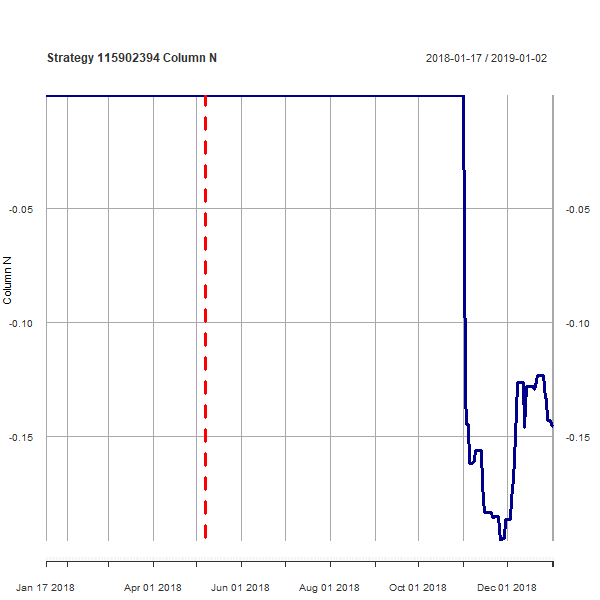 Strategy 115902394 Column N 2018-01-17 / 2019-01-02
-0.05 -0.05
Column N
-0.10 -0.10
-0.15 -0.15
Jan 17 2018 Apr 01 2018 Jun 01 2018 Aug 01 2018 Oct 01 2018 Dec 01 2018